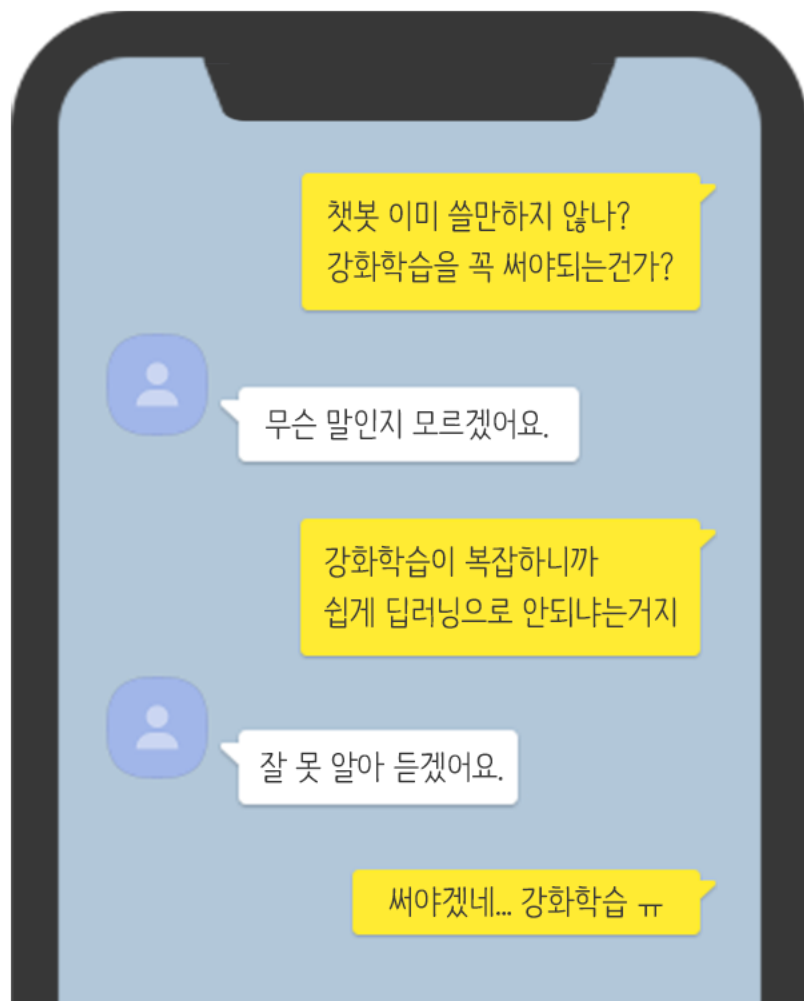 챗봇 이미 쓸만하지 않나?
강화학습을 꼭 써야되는건가?
무슨 말인지 모르겠어요.
강화학습이 복잡하니까
쉽게 딥러닝으로 안되냐는거지
잘 못 알아 듣겠어요.
써야겠네... 강화학습 ㅠ